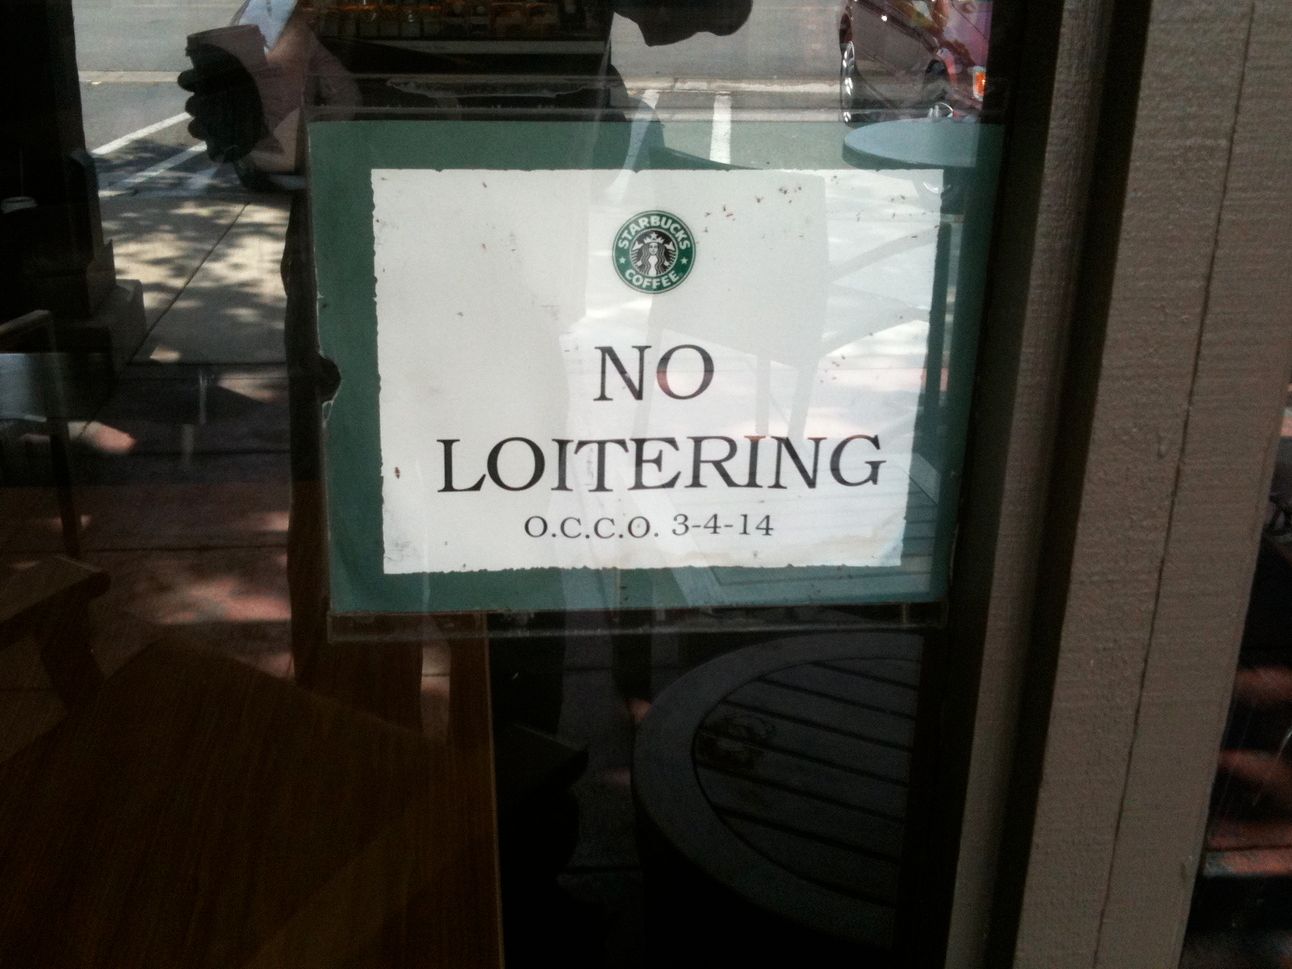 STARBUCKS
COFFEE
NO
LOITERING
O.C.C.O. 3-4-14